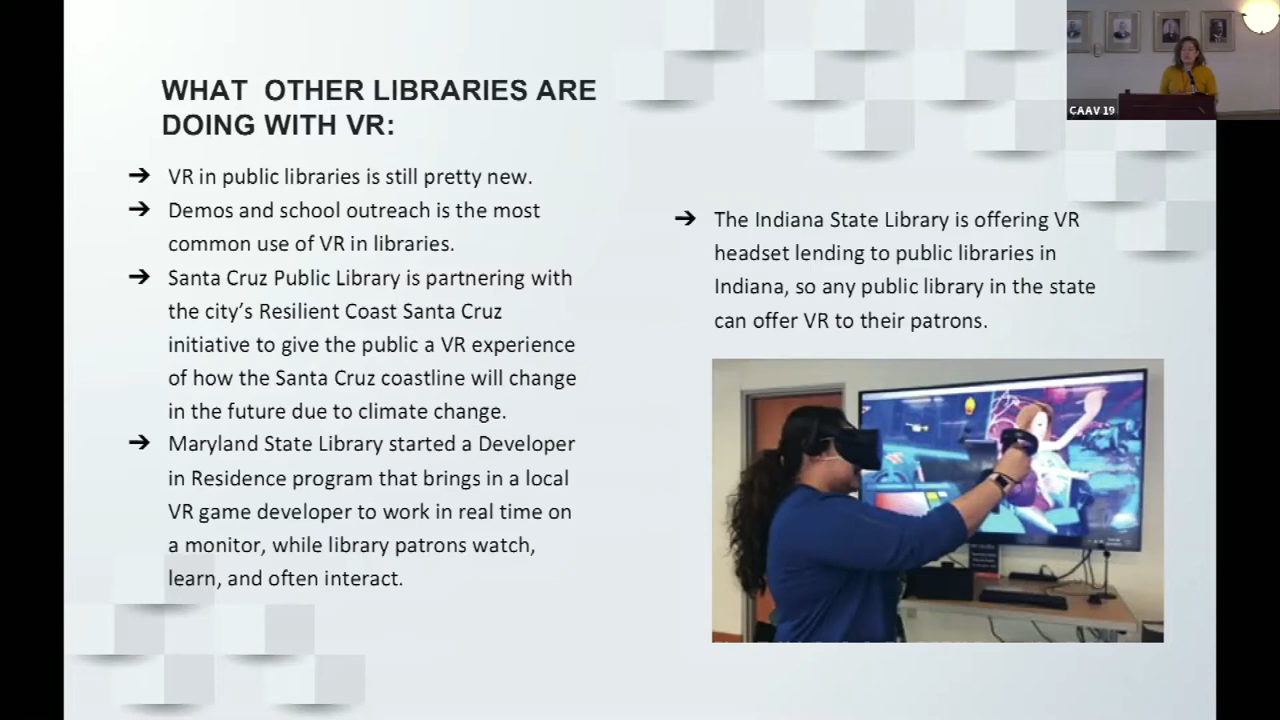 WHAT OTHER LIBRARIES ARE
DOING WITH VR:
➔ VR in public libraries is still pretty new.
➔ Demos and school outreach is the most
common use of VR in libraries.
➔ Santa Cruz Public Library is partnering with
the city's Resilient Coast Santa Cruz
initiative to give the public a VR experience
of how the Santa Cruz coastline will change
in the future due to climate change.
➔ Maryland State Library started a Developer
in Residence program that brings in a local
VR game developer to work in real time on
a monitor, while library patrons watch,
learn, and often interact.
➔ The Indiana State Library is offering VR
headset lending to public libraries in
Indiana, so any public library in the state
can offer VR to their patrons.
CAAV 19